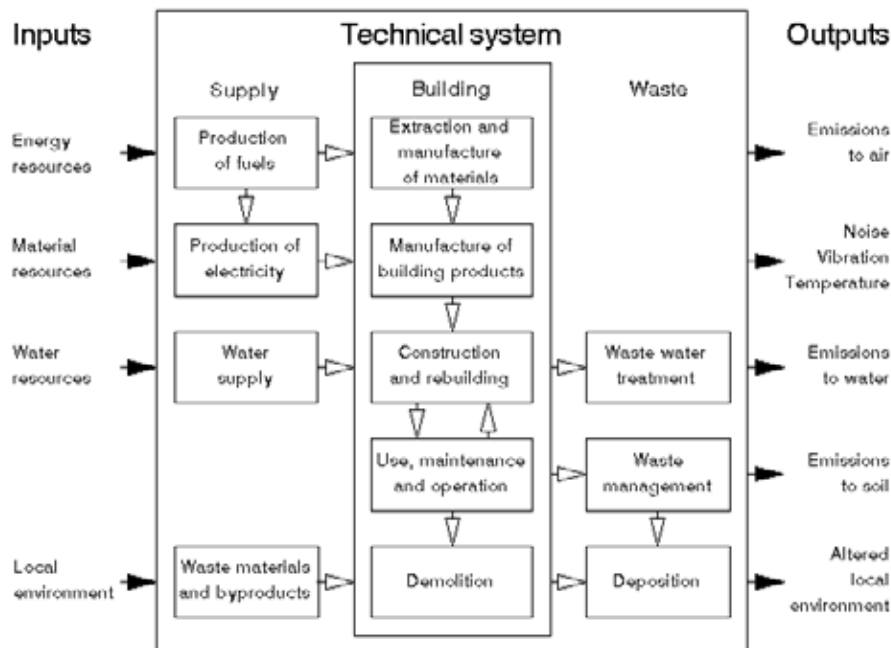 Inputs
Technical system
Outputs
Supply
Building
Waste
Energy
resources
Production
of fuels
Extraction and
manufacture
of materials
Emissions
to air
Material
resources
Production of
electricity
Manufacture of
building products
Noise
Vibration
Temperature
Water
resources
Water
supply
Construction
and rebuilding
Waste water
treatment
Emissions
to water
Use, maintenance
and operation
Waste
management
Emissions
to soil
Local
environment
Waste materials
and byproducts
Demolition
Deposition
Altered
local
environment